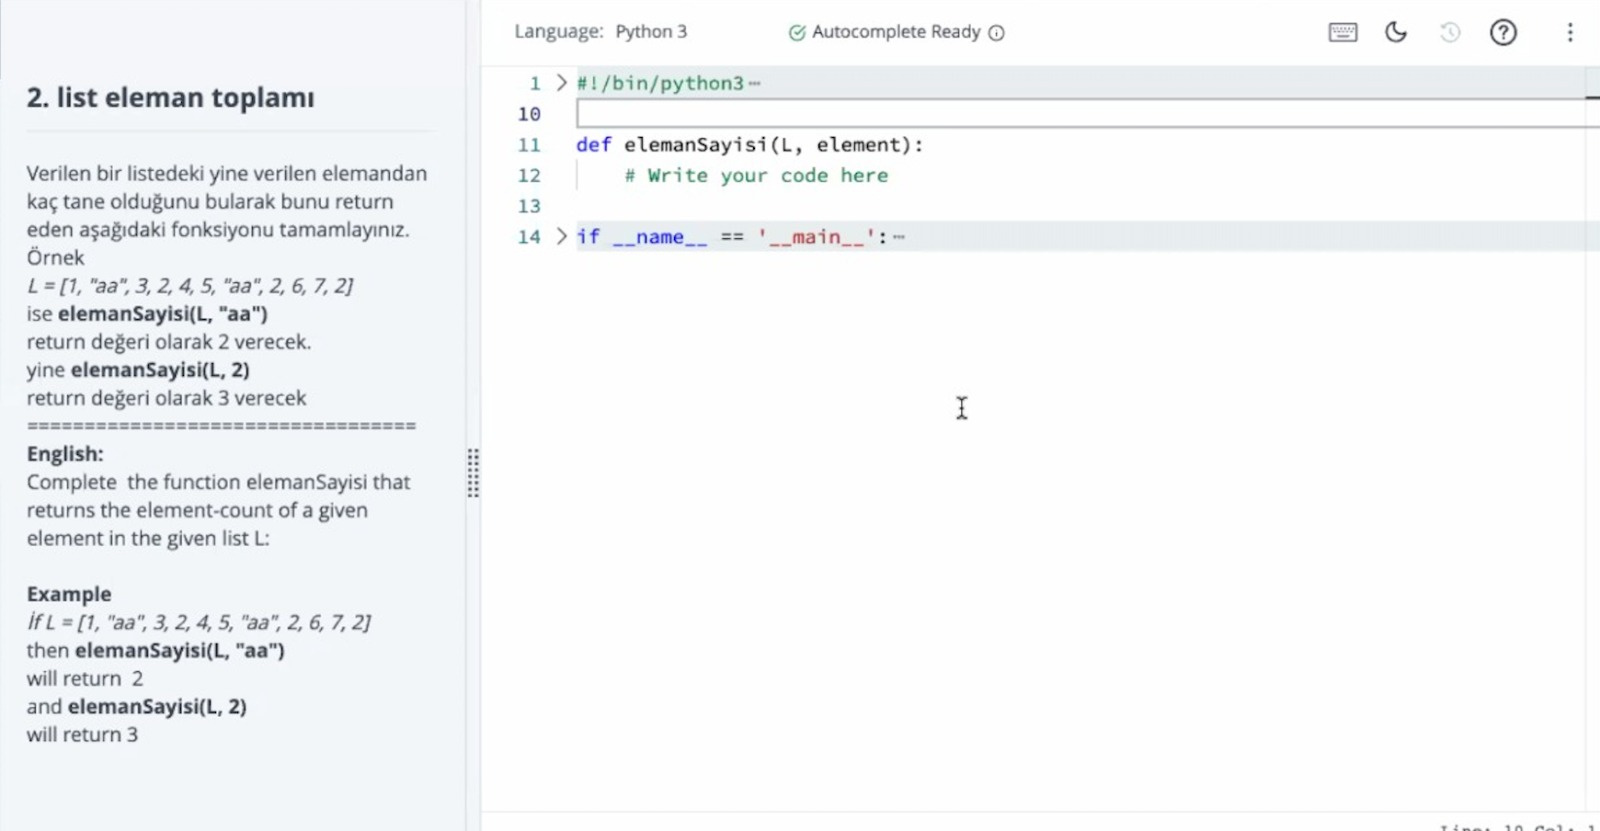 Language: Python 3
Autocomplete Ready
2. list eleman toplamı
Verilen bir listedeki yine verilen elemandan
kaç tane olduğunu bularak bunu return
eden aşağıdaki fonksiyonu tamamlayınız.
Örnek
L = [1, "aa", 3, 2, 4, 5, "aa", 2, 6, 7, 2]
ise elemanSayisi(L, "aa")
return değeri olarak 2 verecek.
yine elemanSayisi(L, 2)
return değeri olarak 3 verecek
==================================
English:
Complete the function elemanSayisi that
returns the element-count of a given
element in the given list L:
Example
İf L = [1, "aa", 3, 2, 4, 5, "aa", 2, 6, 7, 2]
then elemanSayisi(L, "aa")
will return 2
and elemanSayisi(L, 2)
will return 3
1 #!/bin/python3
10
11 def elemanSayisi(L, element):
12 # Write your code here
13
14 if __name__ == '__main__':